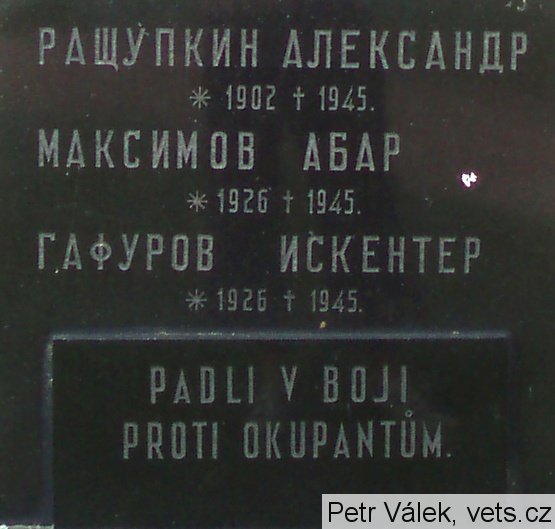 РАЩУПКИН АЛЕКСАНДР
* 1902 † 1945.
МАКСИМОВ АБАР
* 1926 † 1945.
ГАФУРОВ ИСКЕНТЕР
* 1926 † 1945.
PADLI V BOJI
PROTI OKUPANTŮM.
Petr Válek, vets.cz